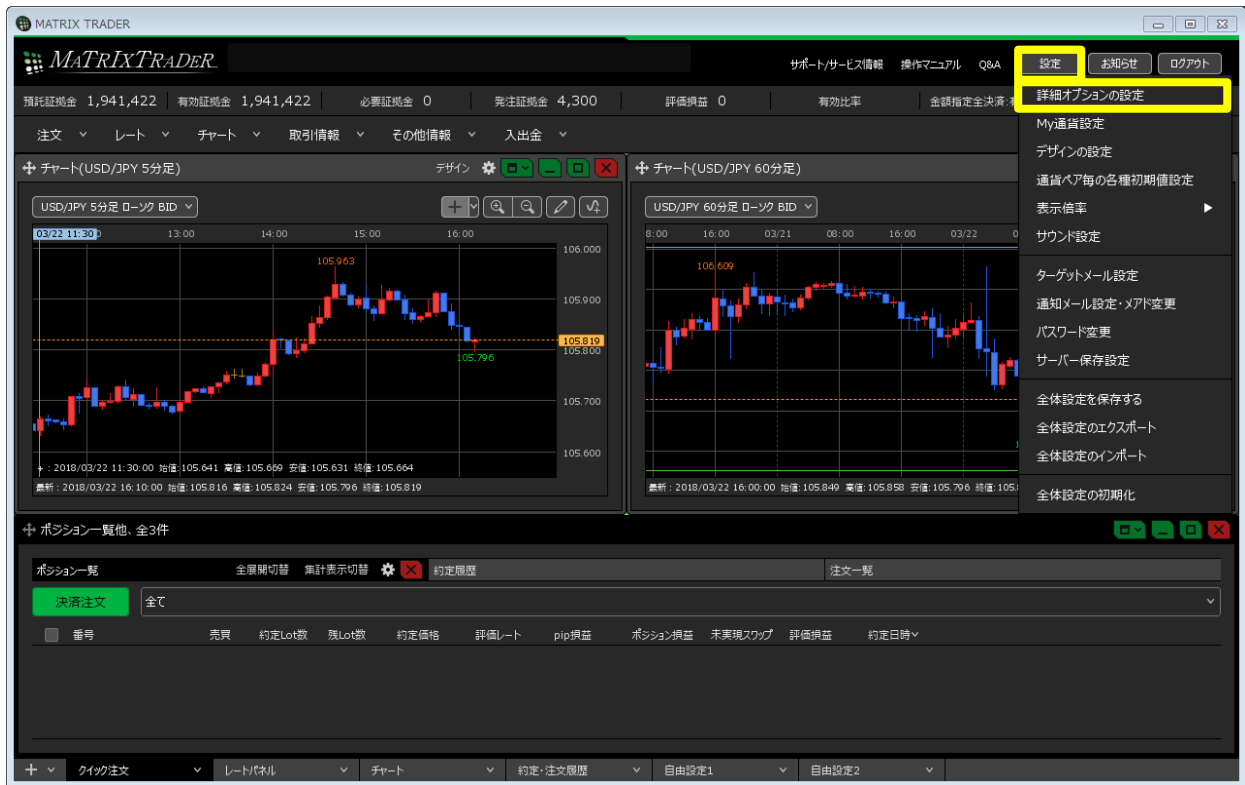 MATRIX TRADER
MATRIXTRADER
サポート/サービス情報 操作マニュアル Q&A 設定 お知らせ ログアウト
預託証拠金 1,941,422 有効証拠金 1,941,422 必要証拠金 0 発注証拠金 4,300 評価損益 0 有効比率 金額指定全決済:
詳細オプションの設定
My通貨設定
デザインの設定
通貨ペア毎の各種初期値設定
表示倍率 ▶
サウンド設定
ターゲットメール設定
通知メール設定・メアド変更
パスワード変更
サーバー保存設定
全体設定を保存する
全体設定のエクスポート
全体設定のインポート
全体設定の初期化
注文 レート チャート 取引情報 その他情報 入出金
チャート(USD/JPY 5分足) デザイン
USD/JPY 5分足 ローソク BID
03/22 11:30 13:00 14:00 15:00 16:00
106.000
105.963
105.900
105.819
105.800
105.796
105.700
105.600
+ : 2018/03/22 11:30:00 始値:105.641 高値:105.669 安値:105.631 終値:105.664
最新 : 2018/03/22 16:10:00 始値:105.816 高値:105.824 安値:105.796 終値:105.819
チャート(USD/JPY 60分足)
USD/JPY 60分足 ローソク BID
8:00 16:00 03/21 08:00 16:00 03/22
106.609
最新 : 2018/03/22 16:00:00 始値:105.849 高値:105.858 安値:105.796 終値:105.
ポジション一覧他、全3件
ポジション一覧 全展開切替 集計表示切替 約定履歴 注文一覧
決済注文 全て
番号 売買 約定Lot数 残Lot数 約定価格 評価レート pip損益 ポジション損益 未実現スワップ 評価損益 約定日時
クイック注文 レートパネル チャート 約定・注文履歴 自由設定1 自由設定2